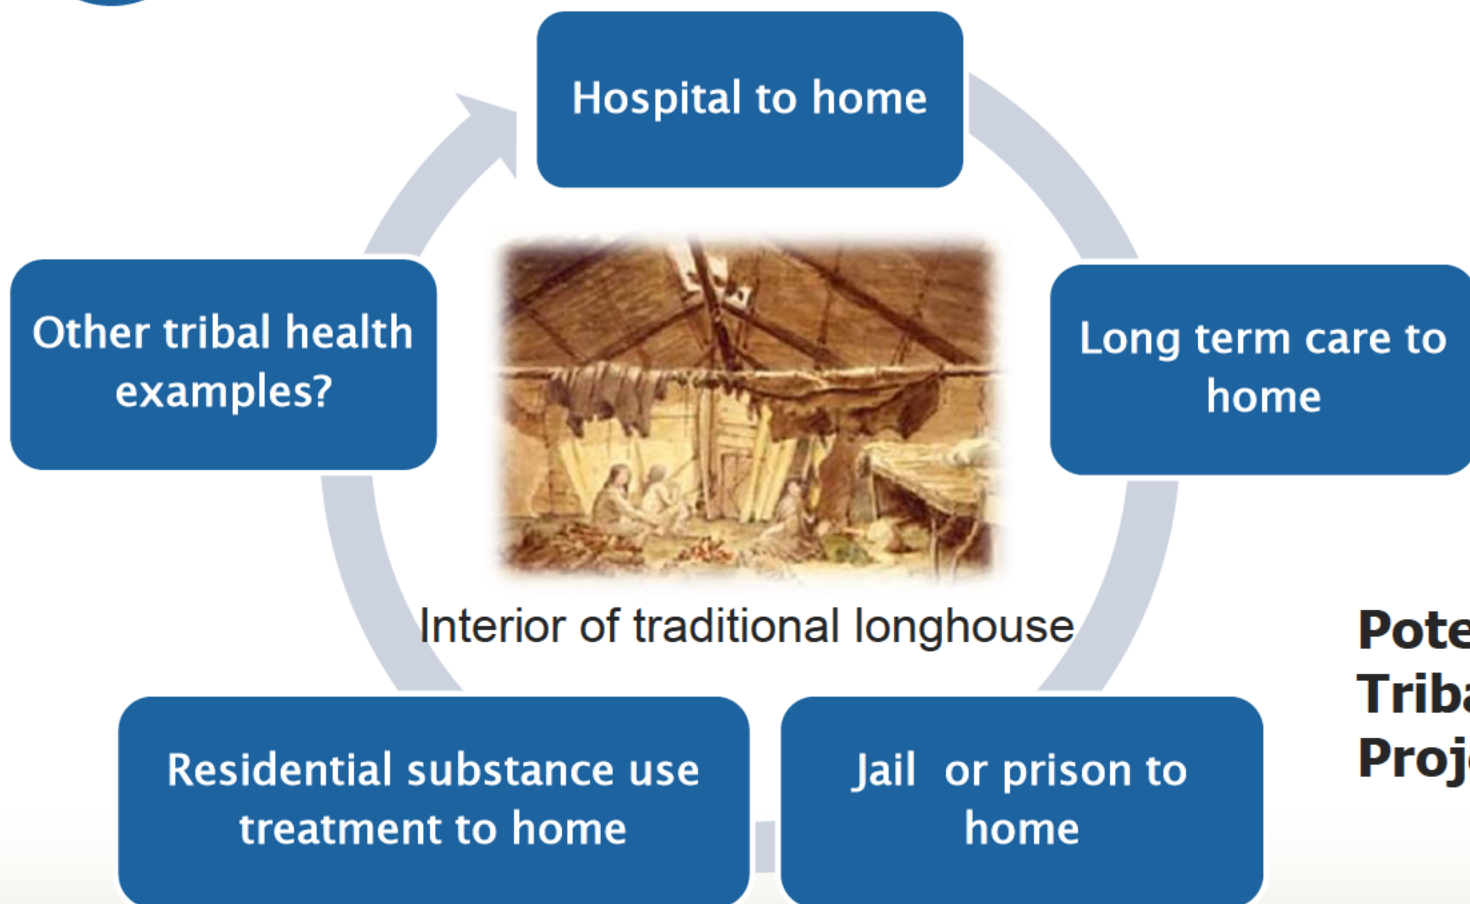 Hospital to home
Other tribal health
examples?
Long term care to
home
Interior of traditional longhouse
Residential substance use
treatment to home
Jail  or prison to
home